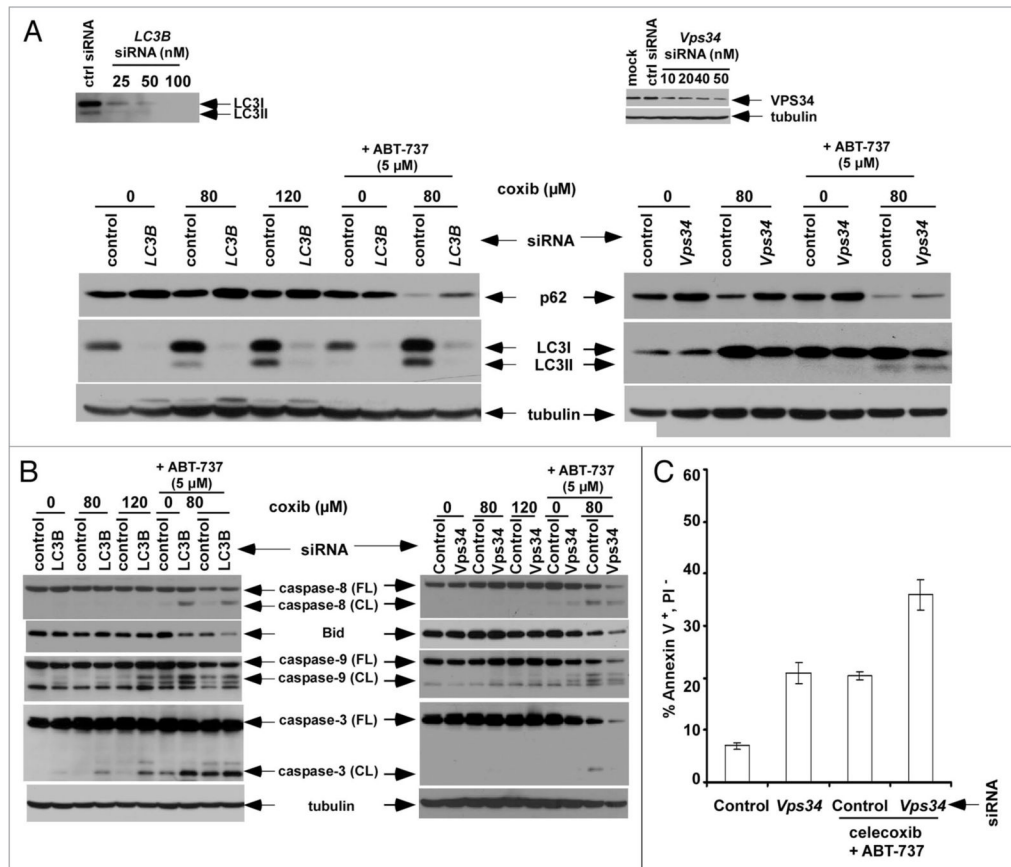 A
ctrl siRNA
LC3B
siRNA (nM)
25 50 100
LC3I
LC3II
mock
ctrl siRNA
Vps34
siRNA (nM)
10 20 40 50
VPS34
tubulin
+ ABT-737
(5 µM)
0 80 120 0 80
coxib (µM)
control LC3B control LC3B control LC3B control LC3B control LC3B
siRNA
+ ABT-737
(5 µM)
0 80 0 80
control Vps34 control Vps34 control Vps34 control Vps34
p62
LC3I
LC3II
tubulin
B
+ ABT-737
(5 µM)
0 80 120 0 80
coxib (µM)
control LC3B control LC3B control LC3B control LC3B control LC3B
siRNA
+ ABT-737
(5 µM)
0 80 120 0 80
Control Vps34 Control Vps34 Control Vps34 Control Vps34 Control Vps34
caspase-8 (FL)
caspase-8 (CL)
Bid
caspase-9 (FL)
caspase-9 (CL)
caspase-3 (FL)
caspase-3 (CL)
tubulin
C
% Annexin V +, PI -
60
50
40
30
20
10
0
Control Vps34 Control Vps34
siRNA
celecoxib
+ ABT-737